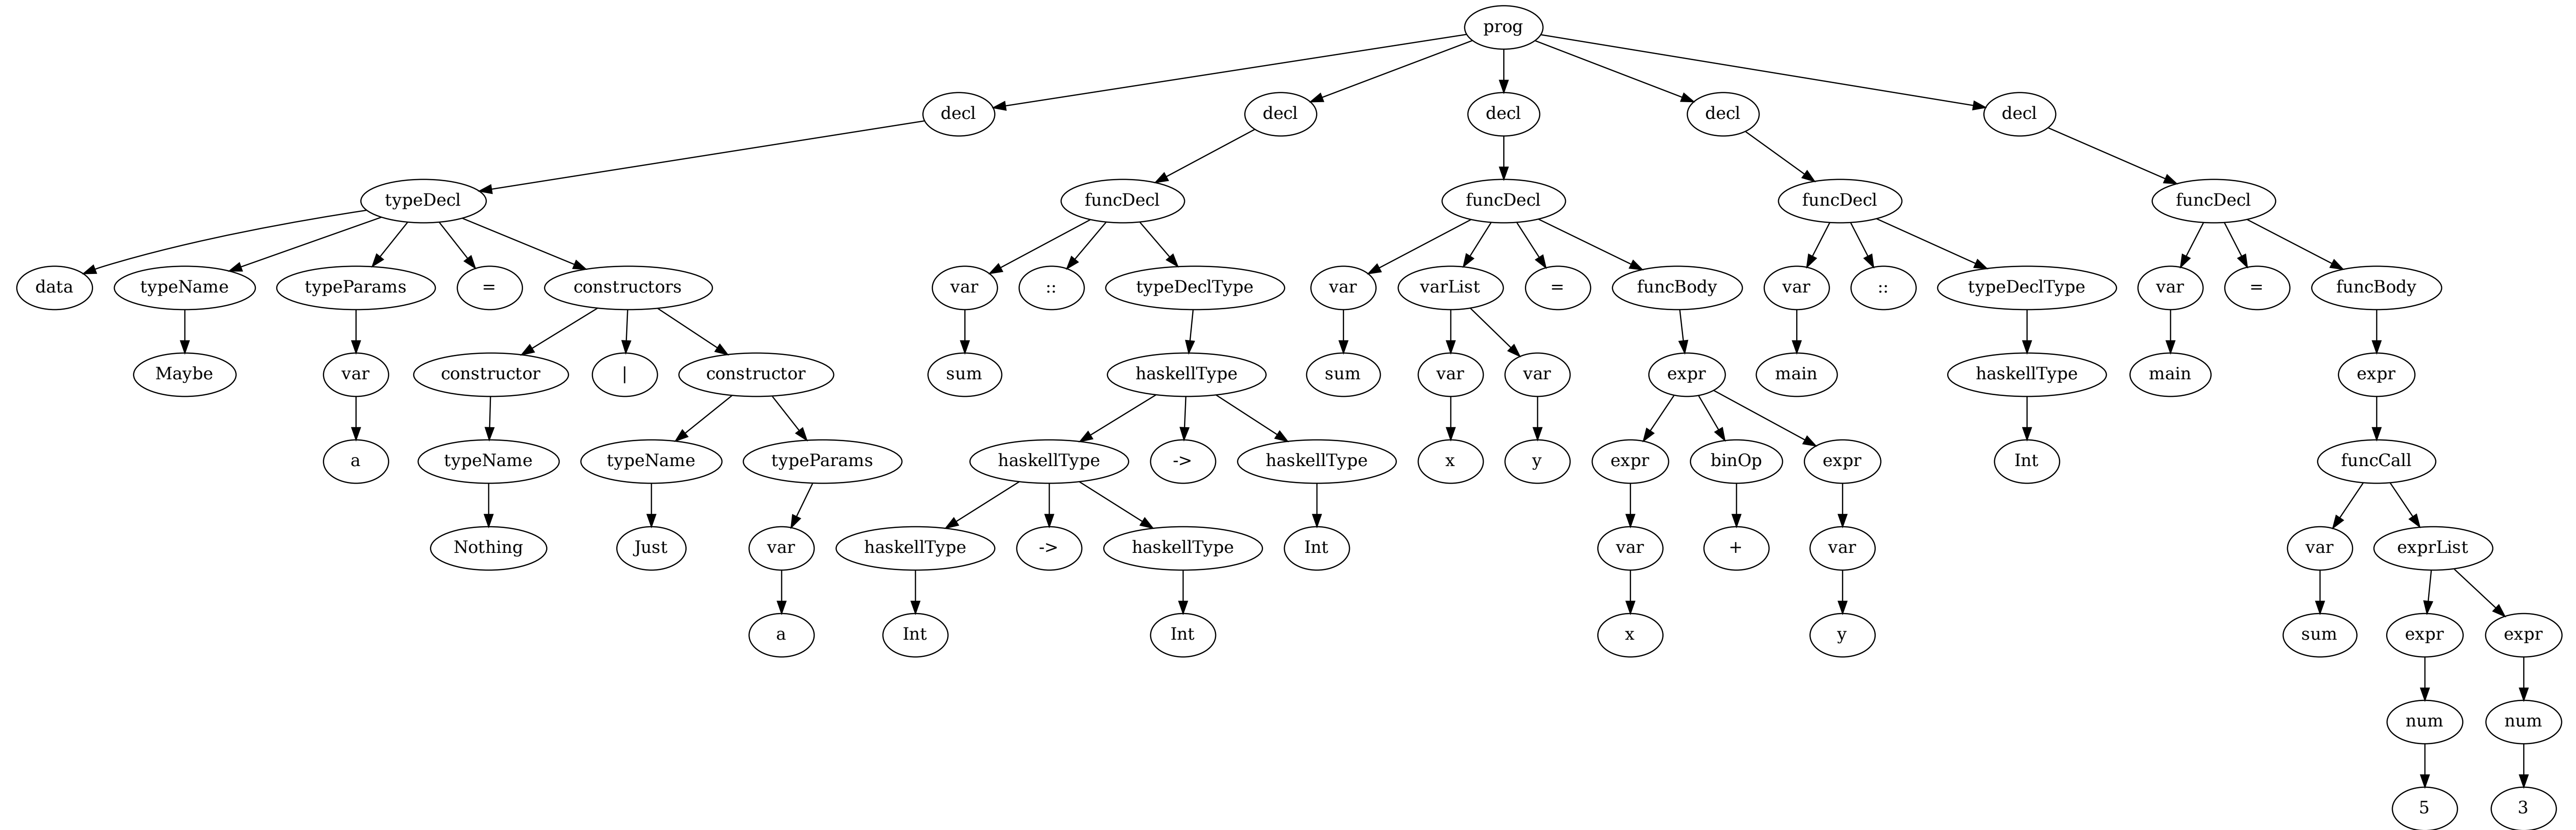 prog
decl decl decl decl decl
typeDecl funcDecl funcDecl funcDecl funcDecl
data typeName typeParams = constructors var :: typeDeclType var varList = funcBody var :: typeDeclType var = funcBody
Maybe var constructor | constructor sum haskellType sum var var expr main haskellType main expr
a typeName typeName typeParams haskellType -> haskellType x y expr binOp expr Int funcCall
Nothing Just var haskellType -> haskellType Int var + var var exprList
a Int Int x y sum expr expr
num num
5 3